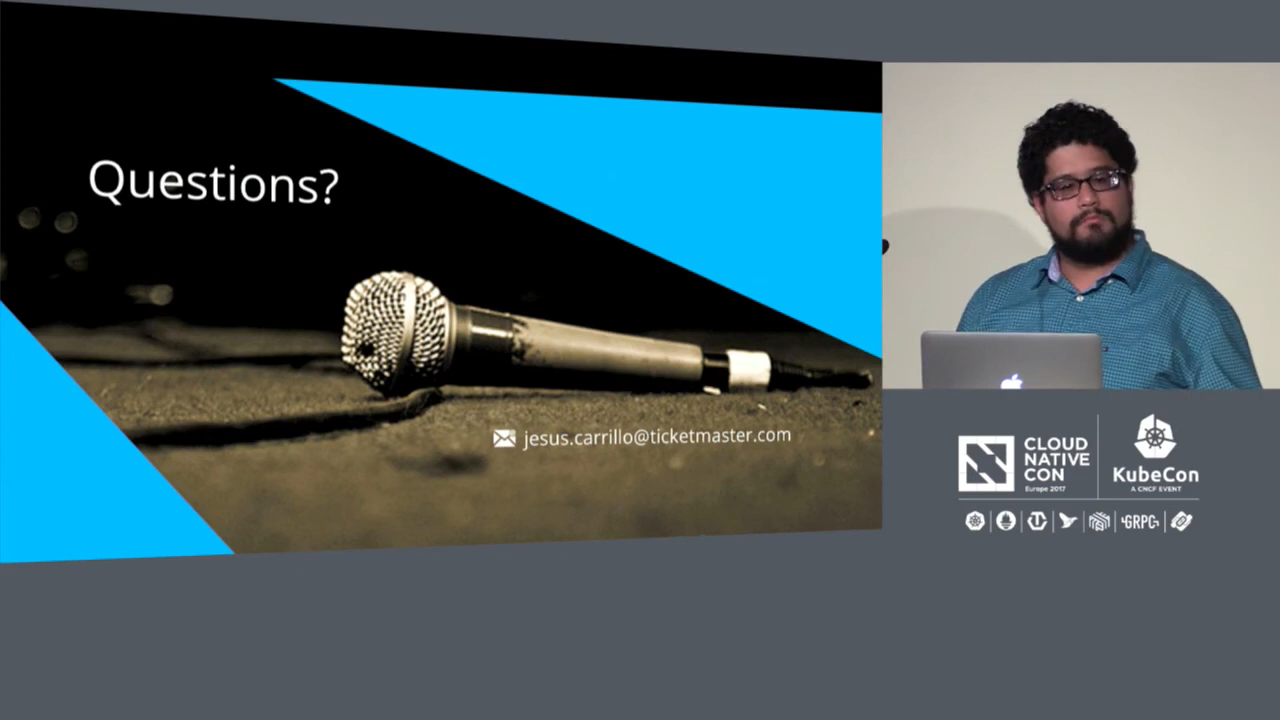 Questions?
jesus.carrillo@ticketmaster.com
CLOUD
NATIVE
CON
Europe 2017
KubeCon
A CNCF EVENT
GRPC